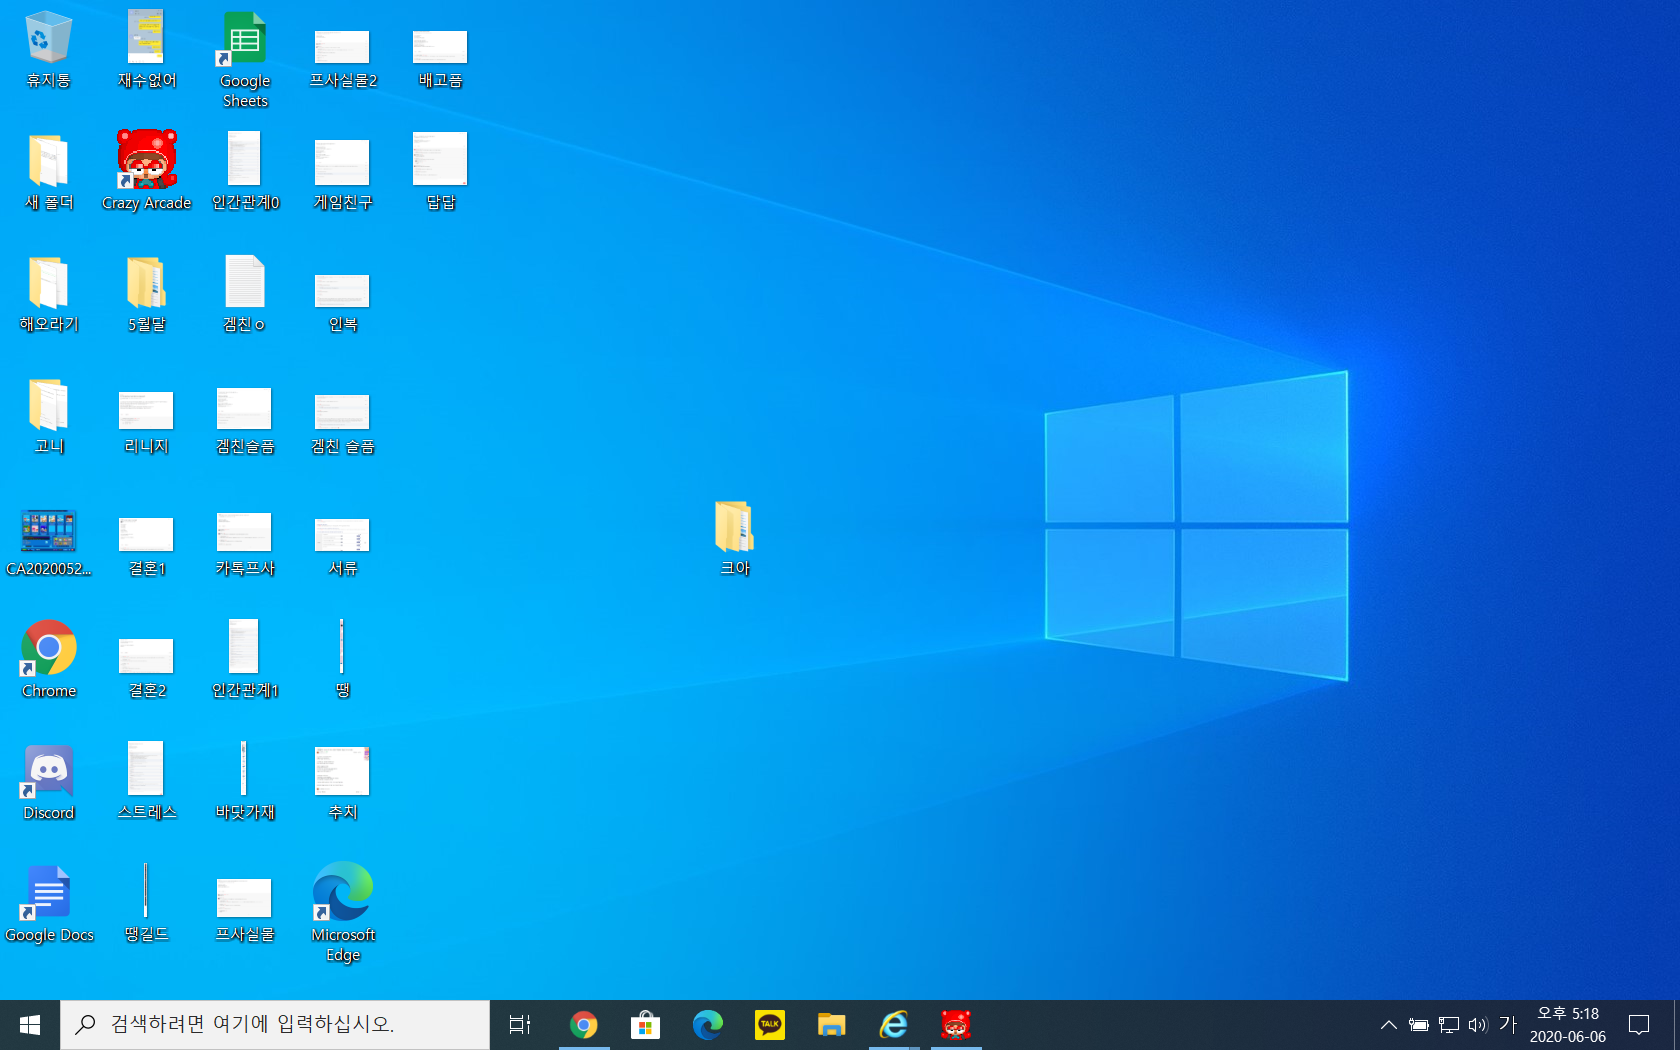 휴지통
재수없어
Google
Sheets
프사실물2
배고픔
새 폴더
Crazy Arcade
인간관계0
게임친구
답답
해오라기
5월달
겜친ㅇ
인복
고니
리니지
겜친슬픔
겜친 슬픔
CA2020052...
결혼1
카톡프사
서류
크아
Chrome
결혼2
인간관계1
땡
Discord
스트레스
바닷가재
추치
Google Docs
땡길드
프사실물
Microsoft
Edge
검색하려면 여기에 입력하십시오.
TALK
가
오후 5:18
2020-06-06